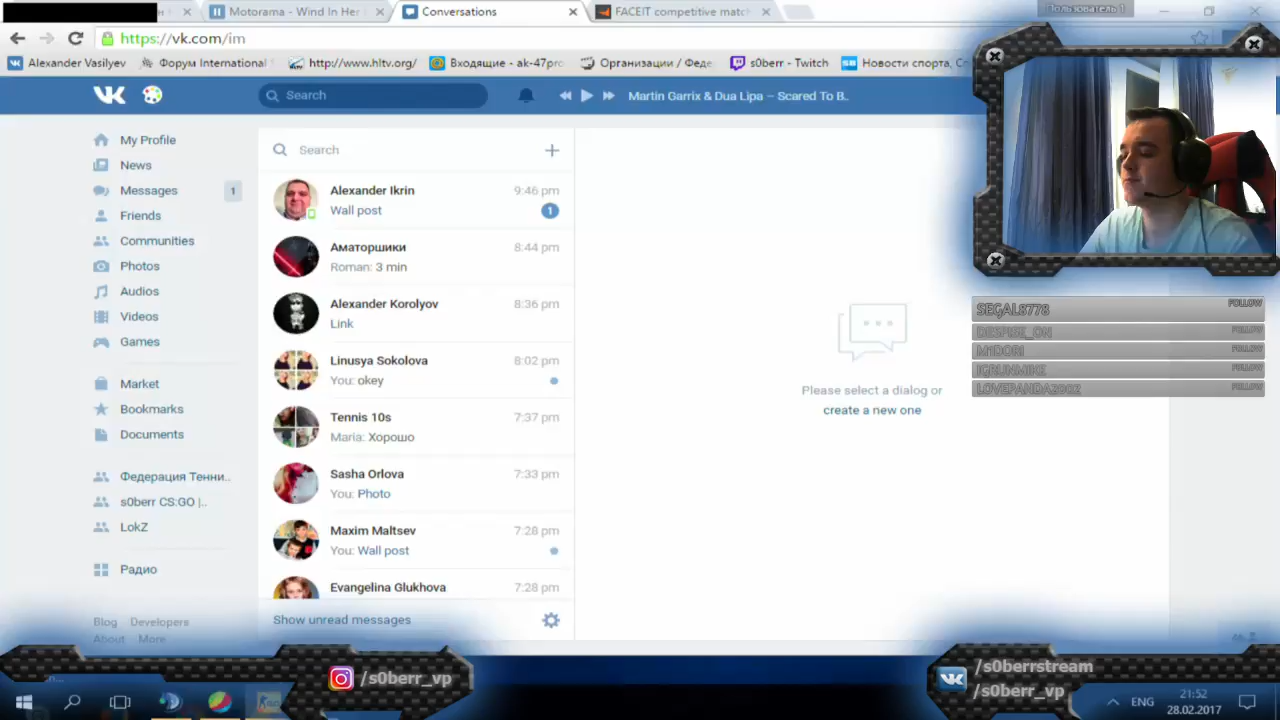 Motorama - Wind In Her
Conversations
FACEIT competitive matc
Пользователь 1
https://vk.com/im
Alexander Vasilyev
Форум International
http://www.hltv.org/
Входящие - ak-47pro
Организации / Феде
s0berr - Twitch
Новости спорта, Сп
Search
Martin Garrix & Dua Lipa – Scared To B..
My Profile
News
Messages 1
Friends
Communities
Photos
Audios
Videos
Games
Market
Bookmarks
Documents
Федерация Тенни..
s0berr CS:GO |..
LokZ
Радио
Blog Developers
About More
Search
Alexander Ikrin 9:46 pm
Wall post 1
Аматоршики 8:44 pm
Roman: 3 min
Alexander Korolyov 8:36 pm
Link
Linusya Sokolova 8:02 pm
You: okey
Tennis 10s 7:37 pm
Maria: Хорошо
Sasha Orlova 7:33 pm
You: Photo
Maxim Maltsev 7:28 pm
You: Wall post
Evangelina Glukhova 7:28 pm
Show unread messages
Please select a dialog or
create a new one
SEGAL8778 FOLLOW
DESPISE_ON FOLLOW
M1DORI FOLLOW
IGRUNMIKE FOLLOW
LOVEPANDA2002 FOLLOW
/s0berr_vp
/s0berrstream
/s0berr_vp
ENG
21:52
28.02.2017